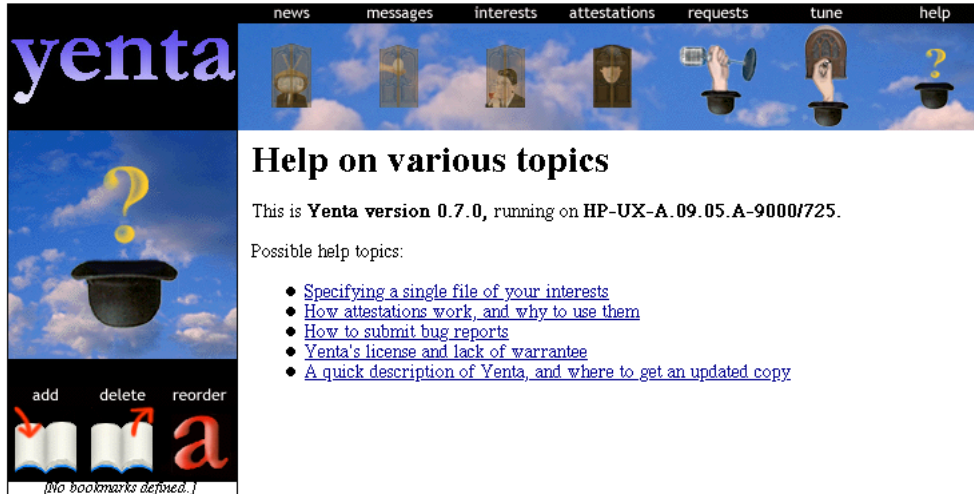 news messages interests attestations requests tune help
yenta
Help on various topics
This is Yenta version 0.7.0, running on HP-UX-A.09.05.A-9000/725.
Possible help topics:
Specifying a single file of your interests
How attestations work, and why to use them
How to submit bug reports
Yenta's license and lack of warrantee
A quick description of Yenta, and where to get an updated copy
add delete reorder
a
[No bookmarks defined.]